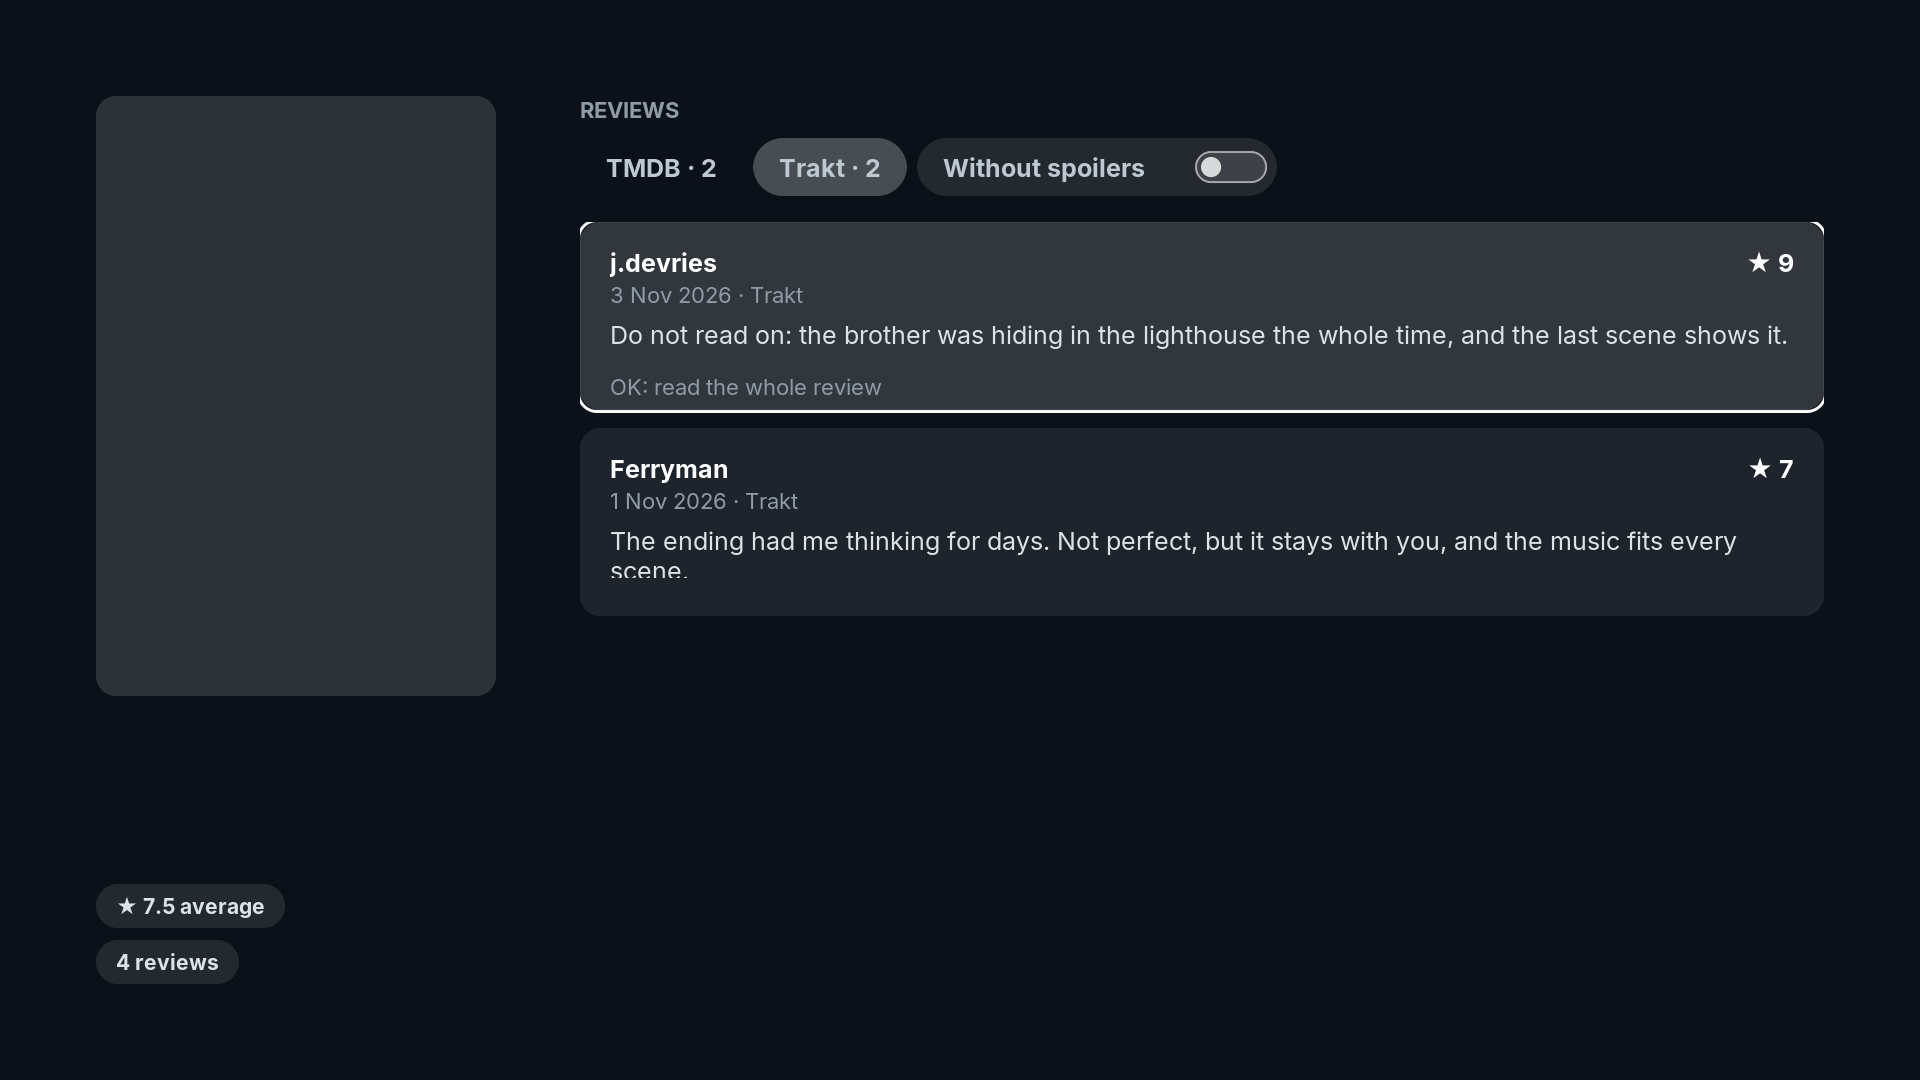 REVIEWS
TMDB · 2
Trakt · 2
Without spoilers
j.devries
★ 9
3 Nov 2026 · Trakt
Do not read on: the brother was hiding in the lighthouse the whole time, and the last scene shows it.
OK: read the whole review
Ferryman
★ 7
1 Nov 2026 · Trakt
The ending had me thinking for days. Not perfect, but it stays with you, and the music fits every
scene.
★ 7.5 average
4 reviews